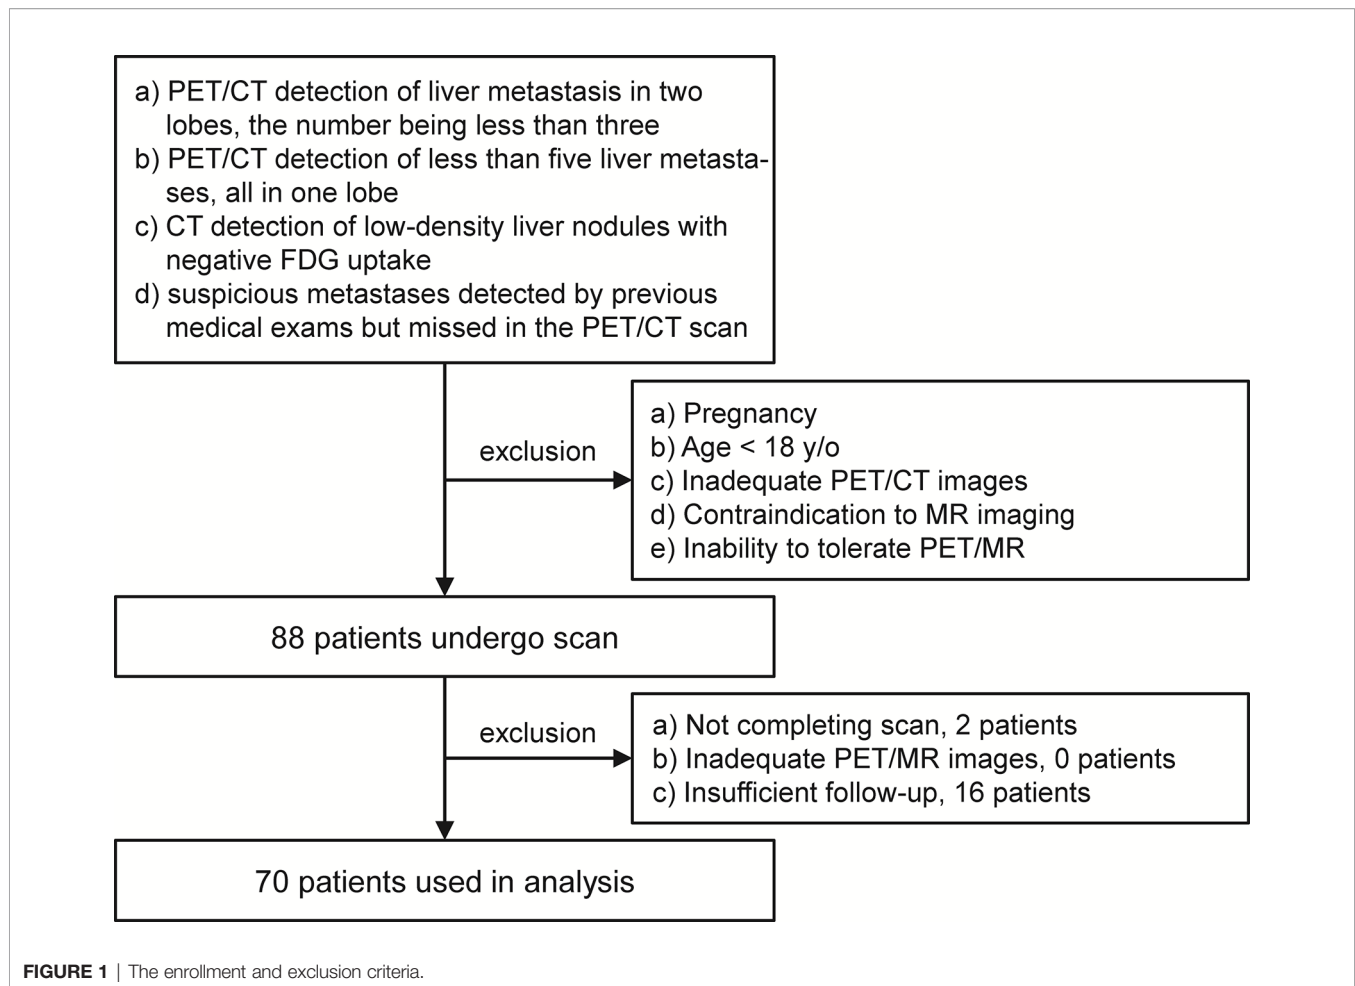 a) PET/CT detection of liver metastasis in two
lobes, the number being less than three
b) PET/CT detection of less than five liver metasta-
ses, all in one lobe
c) CT detection of low-density liver nodules with
negative FDG uptake
d) suspicious metastases detected by previous
medical exams but missed in the PET/CT scan
exclusion
a) Pregnancy
b) Age < 18 y/o
c) Inadequate PET/CT images
d) Contraindication to MR imaging
e) Inability to tolerate PET/MR
88 patients undergo scan
exclusion
a) Not completing scan, 2 patients
b) Inadequate PET/MR images, 0 patients
c) Insufficient follow-up, 16 patients
70 patients used in analysis
FIGURE 1 | The enrollment and exclusion criteria.